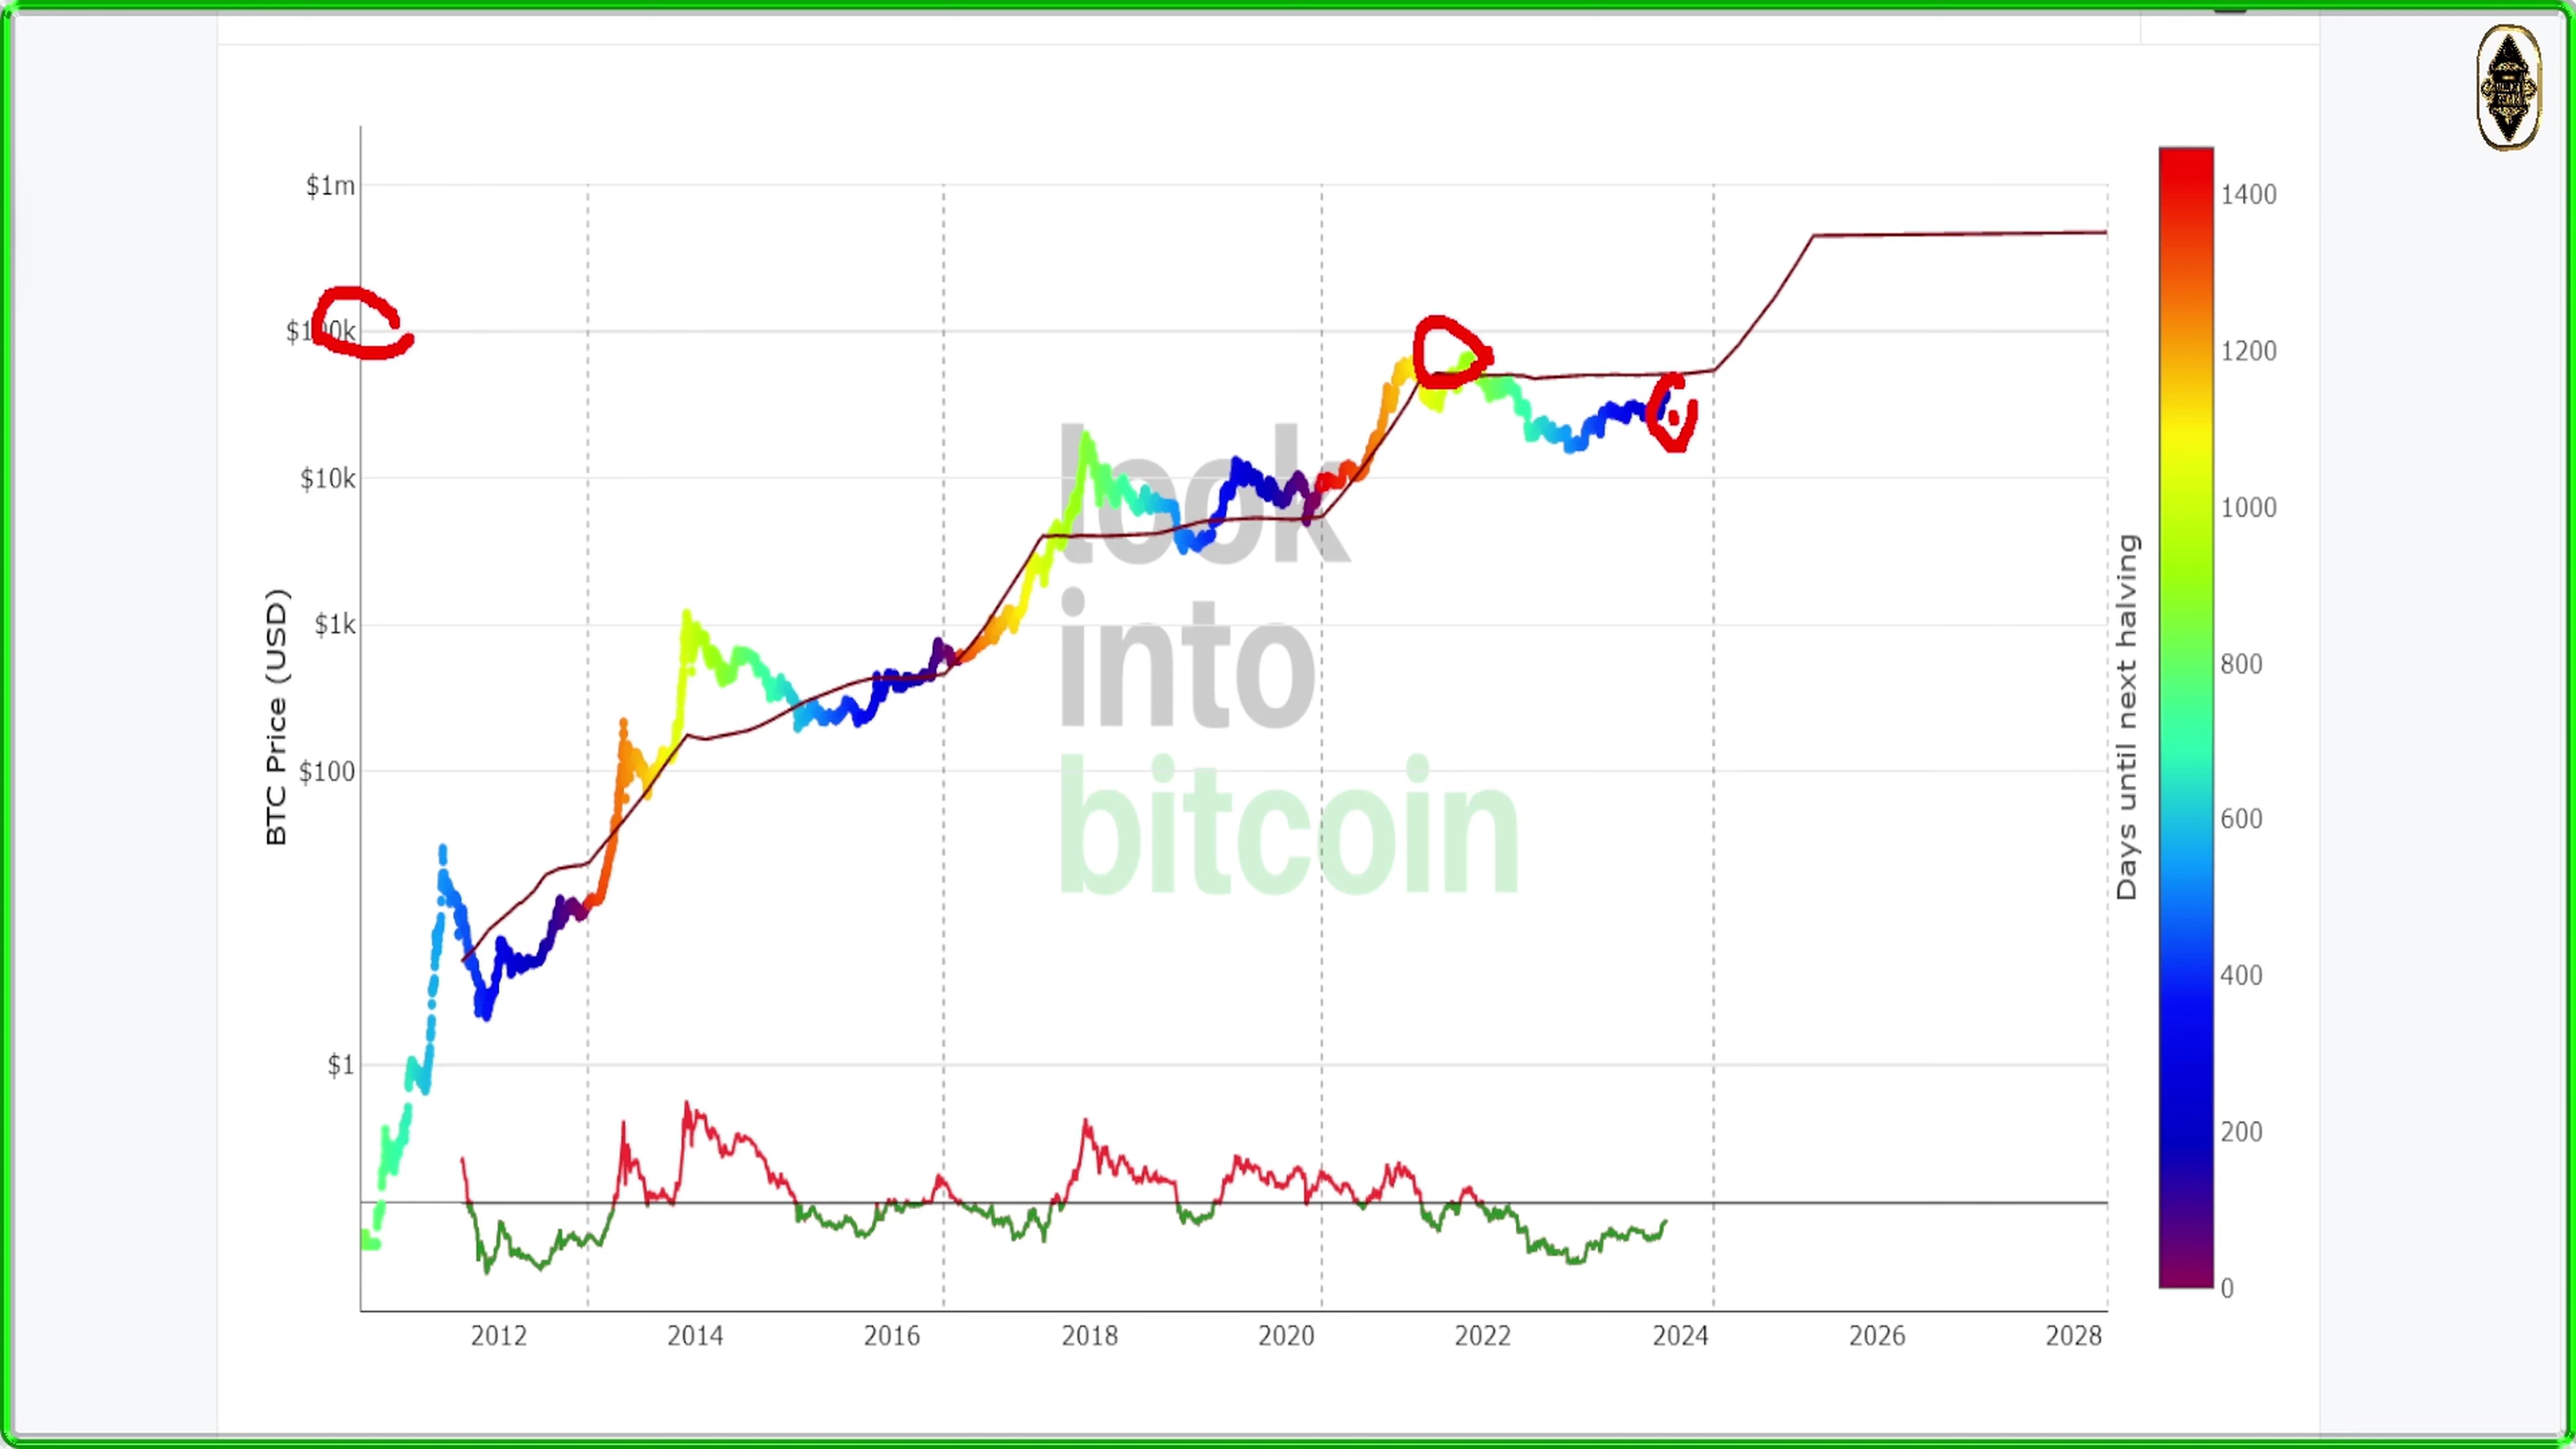 $1m
$100k
$10k
$1k
$100
$1
BTC Price (USD)
look
into
bitcoin
2012 2014 2016 2018 2020 2022 2024 2026 2028
Days until next halving
1400
1200
1000
800
600
400
200
0